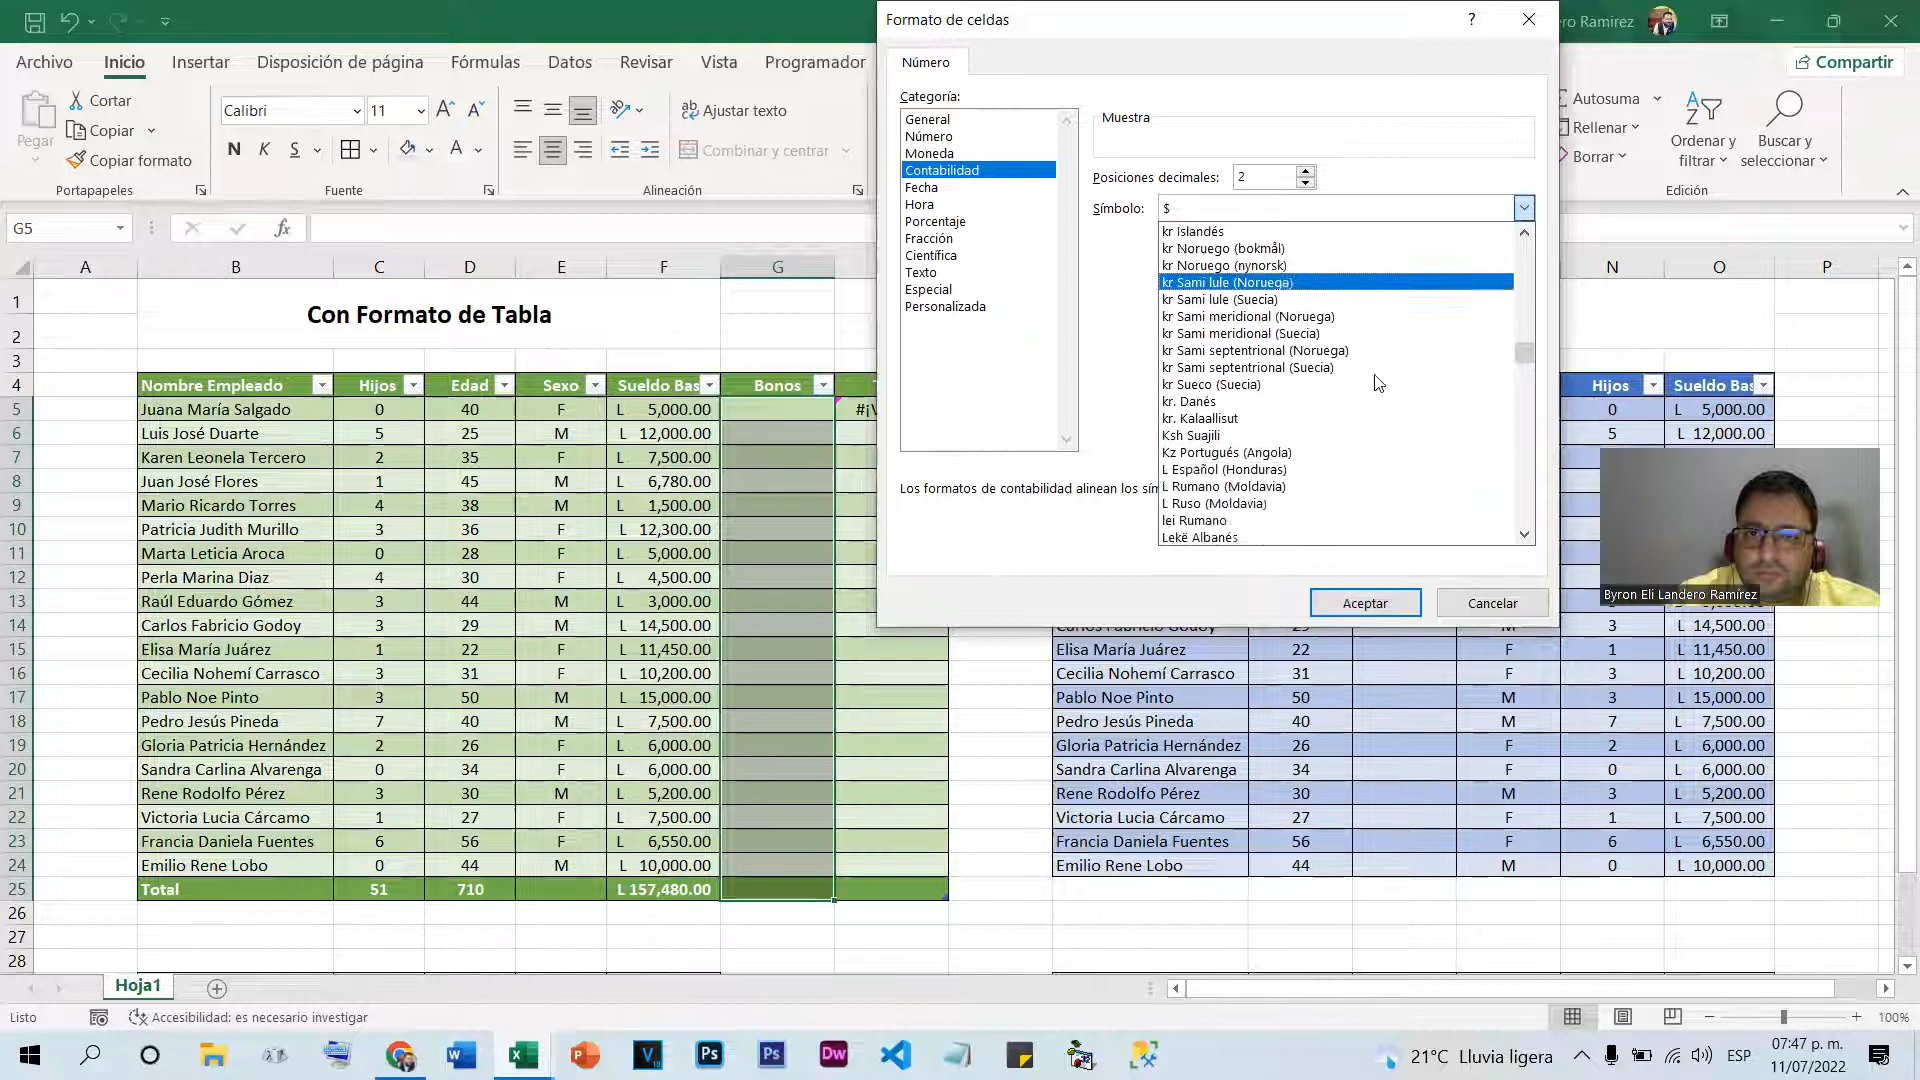 Formato de celdas
ro Ramirez
Archivo Inicio Insertar Disposición de página Fórmulas Datos Revisar Vista Programador
Compartir
Pegar
Cortar
Copiar
Copiar formato
Portapapeles
Calibri 11
N K S
Fuente
Ajustar texto
Combinar y centrar
Alineación
Autosuma
Rellenar
Borrar
Ordenar y filtrar
Buscar y seleccionar
Edición
G5
fx
Número
Categoría:
General
Número
Moneda
Contabilidad
Fecha
Hora
Porcentaje
Fracción
Científica
Texto
Especial
Personalizada
Muestra
Posiciones decimales: 2
Símbolo: $
kr Islandés
kr Noruego (bokmål)
kr Noruego (nynorsk)
kr Sami lule (Noruega)
kr Sami lule (Suecia)
kr Sami meridional (Noruega)
kr Sami meridional (Suecia)
kr Sami septentrional (Noruega)
kr Sami septentrional (Suecia)
kr Sueco (Suecia)
kr. Danés
kr. Kalaallisut
Ksh Suajili
Kz Portugués (Angola)
L Español (Honduras)
L Rumano (Moldavia)
L Ruso (Moldavia)
lei Rumano
Lekë Albanés
Los formatos de contabilidad alinean los sím
Aceptar Cancelar
A B C D E F G N O P
1 Con Formato de Tabla
2
3
4 Nombre Empleado Hijos Edad Sexo Sueldo Bas Bonos T Hijos Sueldo Bas
5 Juana María Salgado 0 40 F L 5,000.00 #¡V 0 L 5,000.00
6 Luis José Duarte 5 25 M L 12,000.00 5 L 12,000.00
7 Karen Leonela Tercero 2 35 F L 7,500.00
8 Juan José Flores 1 45 M L 6,780.00
9 Mario Ricardo Torres 4 38 M L 1,500.00
10 Patricia Judith Murillo 3 36 F L 12,300.00
11 Marta Leticia Aroca 0 28 F L 5,000.00
12 Perla Marina Diaz 4 30 F L 4,500.00
13 Raúl Eduardo Gómez 3 44 M L 3,000.00
Byron Eli Landero Ramírez
14 Carlos Fabricio Godoy 3 29 M L 14,500.00 Carlos Fabricio Godoy 29 M 3 L 14,500.00
15 Elisa María Juárez 1 22 F L 11,450.00 Elisa María Juárez 22 F 1 L 11,450.00
16 Cecilia Nohemí Carrasco 3 31 F L 10,200.00 Cecilia Nohemí Carrasco 31 F 3 L 10,200.00
17 Pablo Noe Pinto 3 50 M L 15,000.00 Pablo Noe Pinto 50 M 3 L 15,000.00
18 Pedro Jesús Pineda 7 40 M L 7,500.00 Pedro Jesús Pineda 40 M 7 L 7,500.00
19 Gloria Patricia Hernández 2 26 F L 6,000.00 Gloria Patricia Hernández 26 F 2 L 6,000.00
20 Sandra Carlina Alvarenga 0 34 F L 6,000.00 Sandra Carlina Alvarenga 34 F 0 L 6,000.00
21 Rene Rodolfo Pérez 3 30 M L 5,200.00 Rene Rodolfo Pérez 30 M 3 L 5,200.00
22 Victoria Lucia Cárcamo 1 27 F L 7,500.00 Victoria Lucia Cárcamo 27 F 1 L 7,500.00
23 Francia Daniela Fuentes 6 56 F L 6,550.00 Francia Daniela Fuentes 56 F 6 L 6,550.00
24 Emilio Rene Lobo 0 44 M L 10,000.00 Emilio Rene Lobo 44 M 0 L 10,000.00
25 Total 51 710 L 157,480.00
26
27
28
Hoja1
Listo Accesibilidad: es necesario investigar 100%
21°C Lluvia ligera ESP 07:47 p. m.
11/07/2022